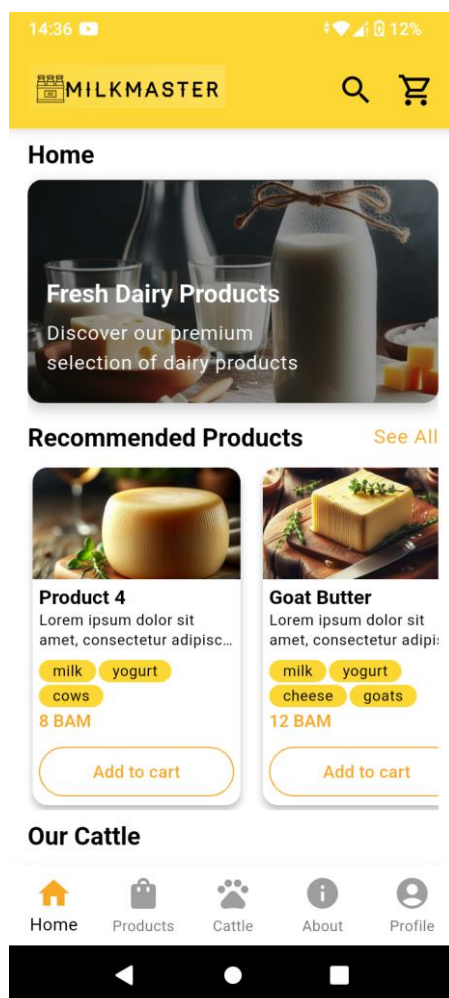 14:36
12%
MILKMASTER
Home
Fresh Dairy Products
Discover our premium
selection of dairy products
Recommended Products
See All
Product 4
Lorem ipsum dolor sit
amet, consectetur adipisc...
milk yogurt
cows
8 BAM
Add to cart
Goat Butter
Lorem ipsum dolor sit
amet, consectetur adipi
milk yogurt
cheese goats
12 BAM
Add to cart
Our Cattle
Home Products Cattle About Profile